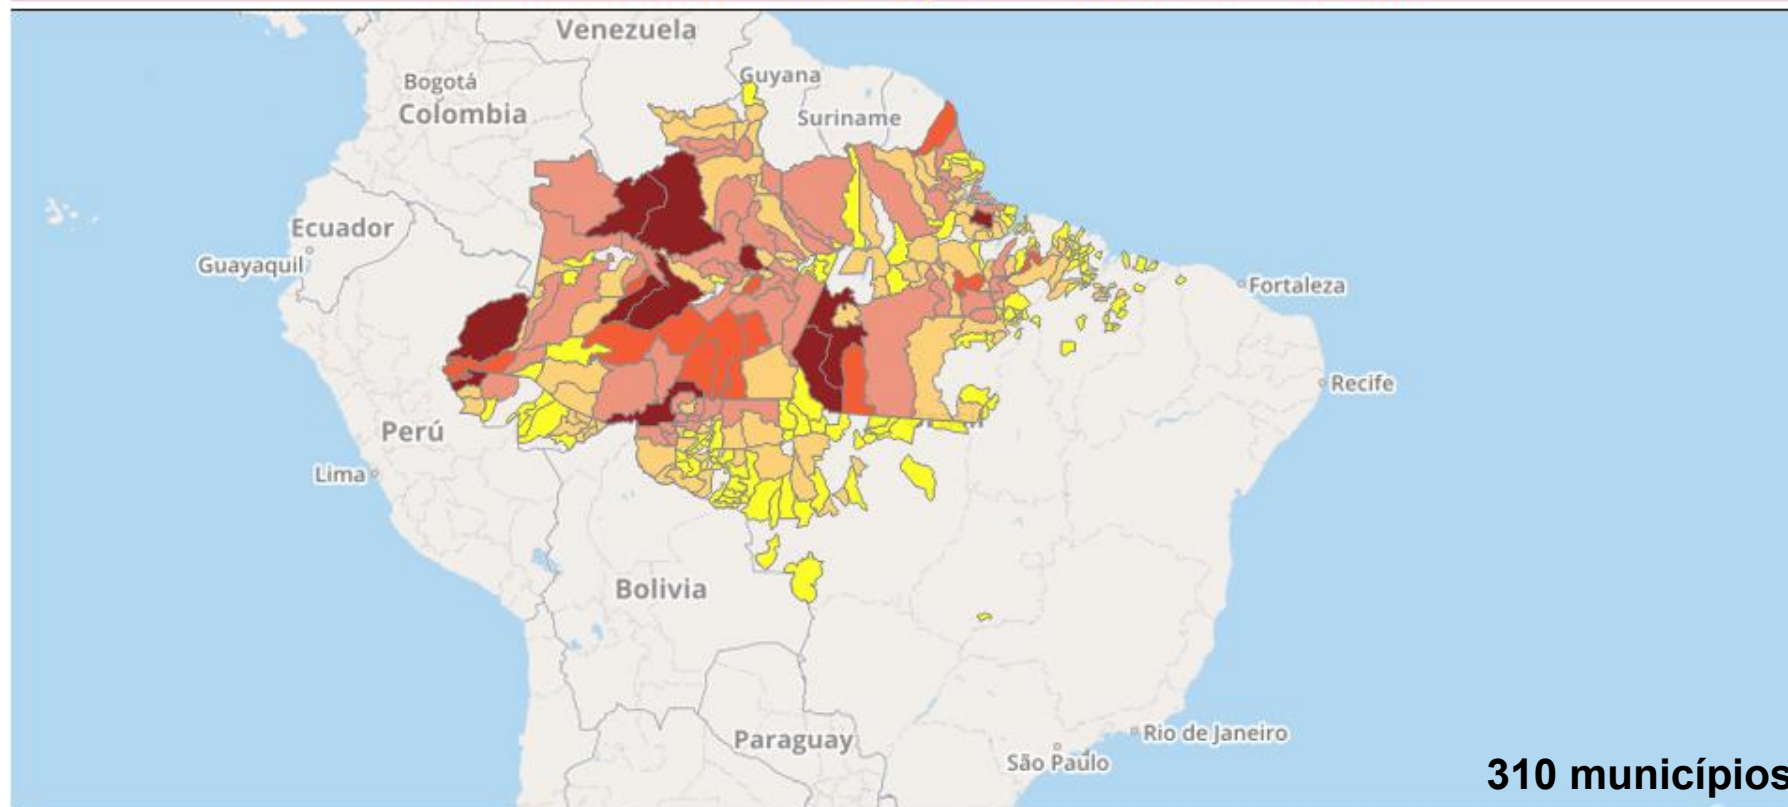 Venezuela
Bogotá
Guyana
Colombia
Suriname
Ecuador
Guayaquil
Fortaleza
Recife
Perú
Lima
Bolivia
Paraguay
Rio de Janeiro
São Paulo
310 municípios